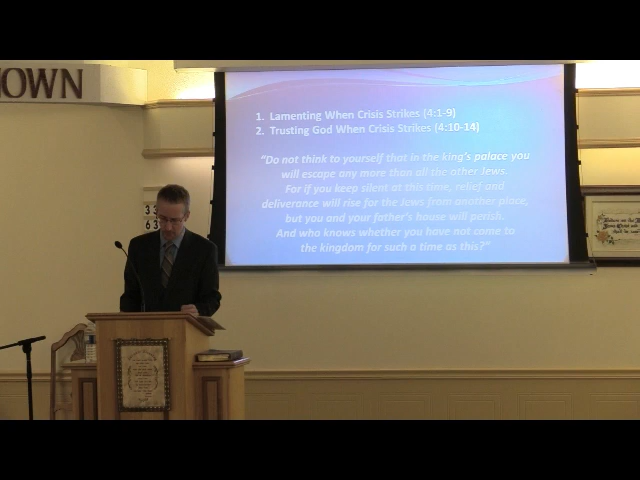 OWN
1. Lamenting When Crisis Strikes (4:1-9)
2. Trusting God When Crisis Strikes (4:10-14)
“Do not think to yourself that in the king’s palace you
will escape any more than all the other Jews.
For if you keep silent at this time, relief and
deliverance will rise for the Jews from another place,
but you and your father’s house will perish.
And who knows whether you have not come to
the kingdom for such a time as this?”
3 3
6 3